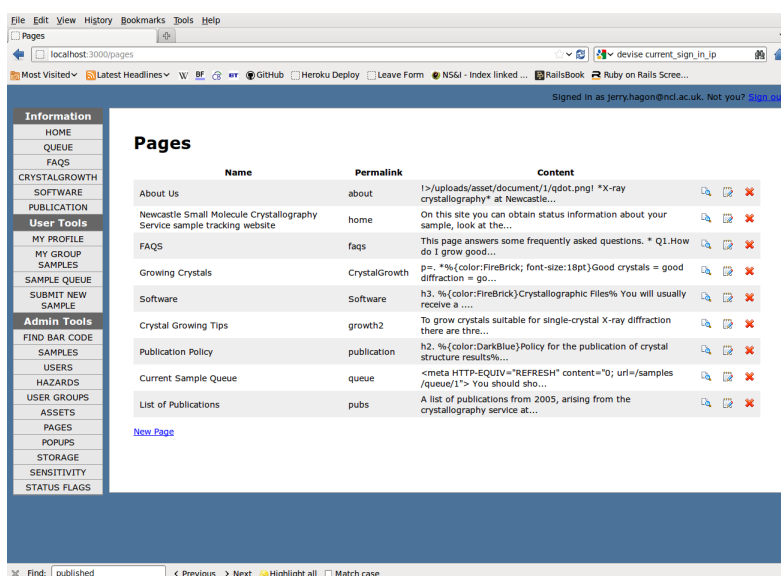 File Edit View History Bookmarks Tools Help
Pages
localhost:3000/pages
devise current_sign_in_ip
Most Visited Latest Headlines W BF GitHub Heroku Deploy Leave Form NS&I - Index linked ... RailsBook Ruby on Rails Scree...
Signed in as jerry.hagon@ncl.ac.uk. Not you? Sign ou
Information
HOME
QUEUE
FAQS
CRYSTALGROWTH
SOFTWARE
PUBLICATION
User Tools
MY PROFILE
MY GROUP
SAMPLES
SAMPLE QUEUE
SUBMIT NEW
SAMPLE
Admin Tools
FIND BAR CODE
SAMPLES
USERS
HAZARDS
USER GROUPS
ASSETS
PAGES
POPUPS
STORAGE
SENSITIVITY
STATUS FLAGS
Pages
Name Permalink Content
About Us about !>/uploads/asset/document/1/qdot.png! *X-ray
crystallography* at Newcastle...
Newcastle Small Molecule Crystallography
Service sample tracking website
home
On this site you can obtain status information about your
sample, look at the...
FAQS faqs This page answers some frequently asked questions. * Q1.How
do I grow good...
Growing Crystals CrystalGrowth p=. *%{color:FireBrick; font-size:18pt}Good crystals = good
diffraction = go...
Software Software h3. %{color:FireBrick}Crystallographic Files% You will usually
receive a ....
Crystal Growing Tips growth2 To grow crystals suitable for single-crystal X-ray diffraction
there are thre...
Publication Policy publication h2. %{color:DarkBlue}Policy for the publication of crystal
structure results%...
Current Sample Queue queue <meta HTTP-EQUIV="REFRESH" content="0; url=/samples
/queue/1"> You should sho...
List of Publications pubs A list of publications from 2005, arising from the
crystallography service at...
New Page
Find: published Previous Next Highlight all Match case